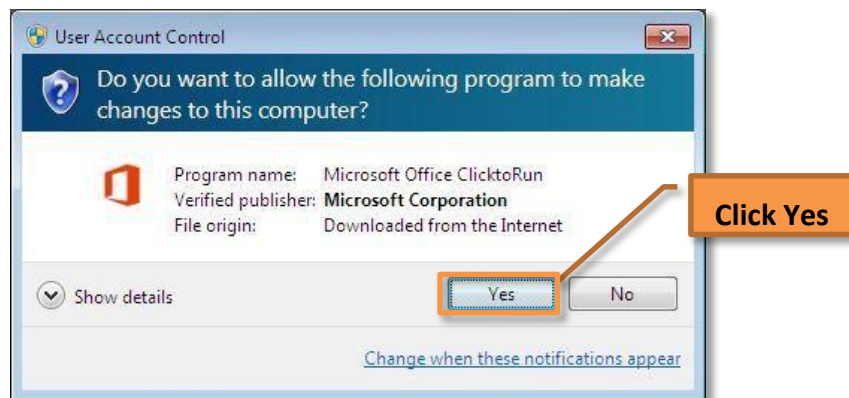 User Account Control
Do you want to allow the following program to make
changes to this computer?
Program name: Microsoft Office ClicktoRun
Verified publisher: Microsoft Corporation
File origin: Downloaded from the Internet
Click Yes
Show details
Yes
No
Change when these notifications appear